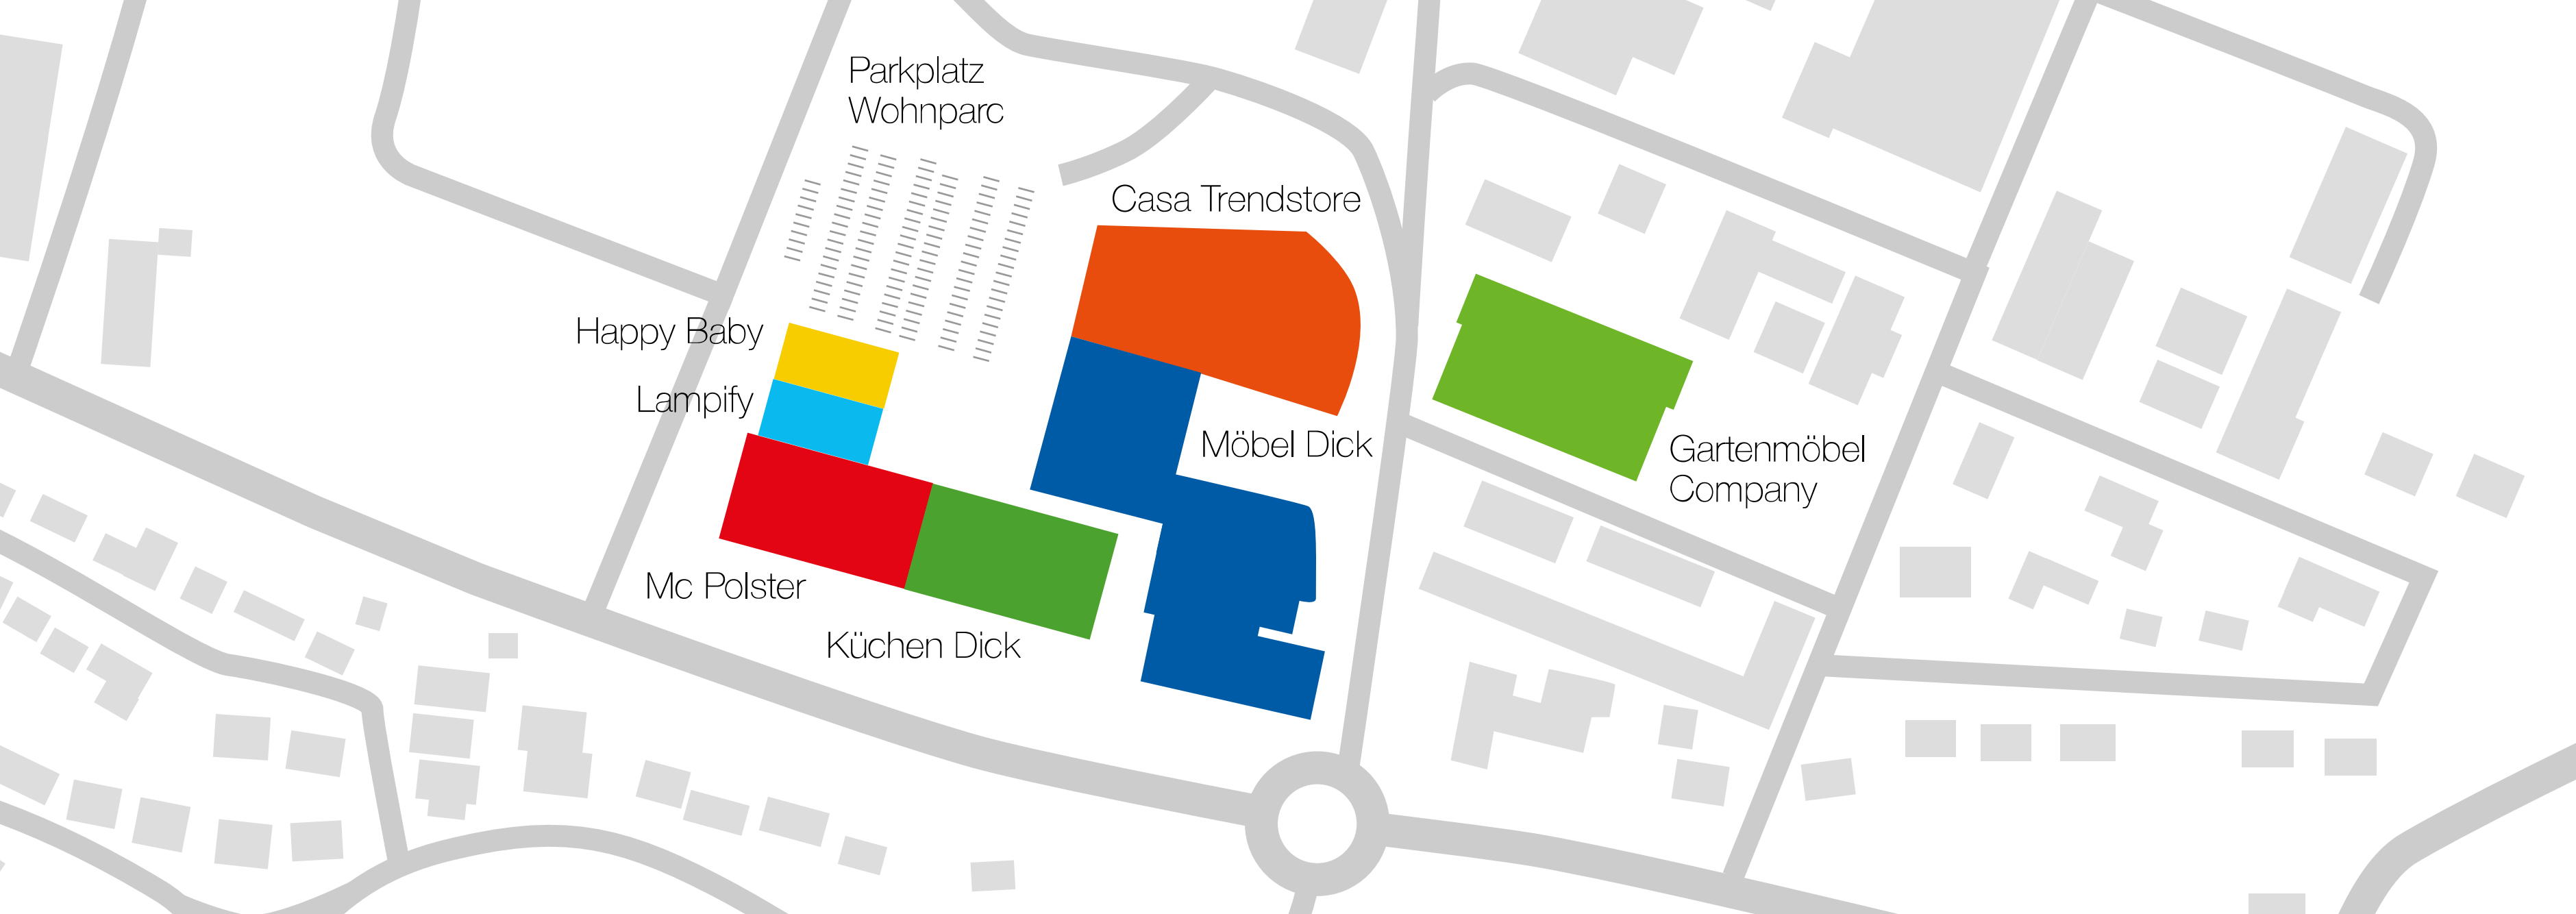 Parkplatz
Wohnparc
Casa Trendstore
Happy Baby
Lampify
Möbel Dick
Gartenmöbel
Company
Mc Polster
Küchen Dick